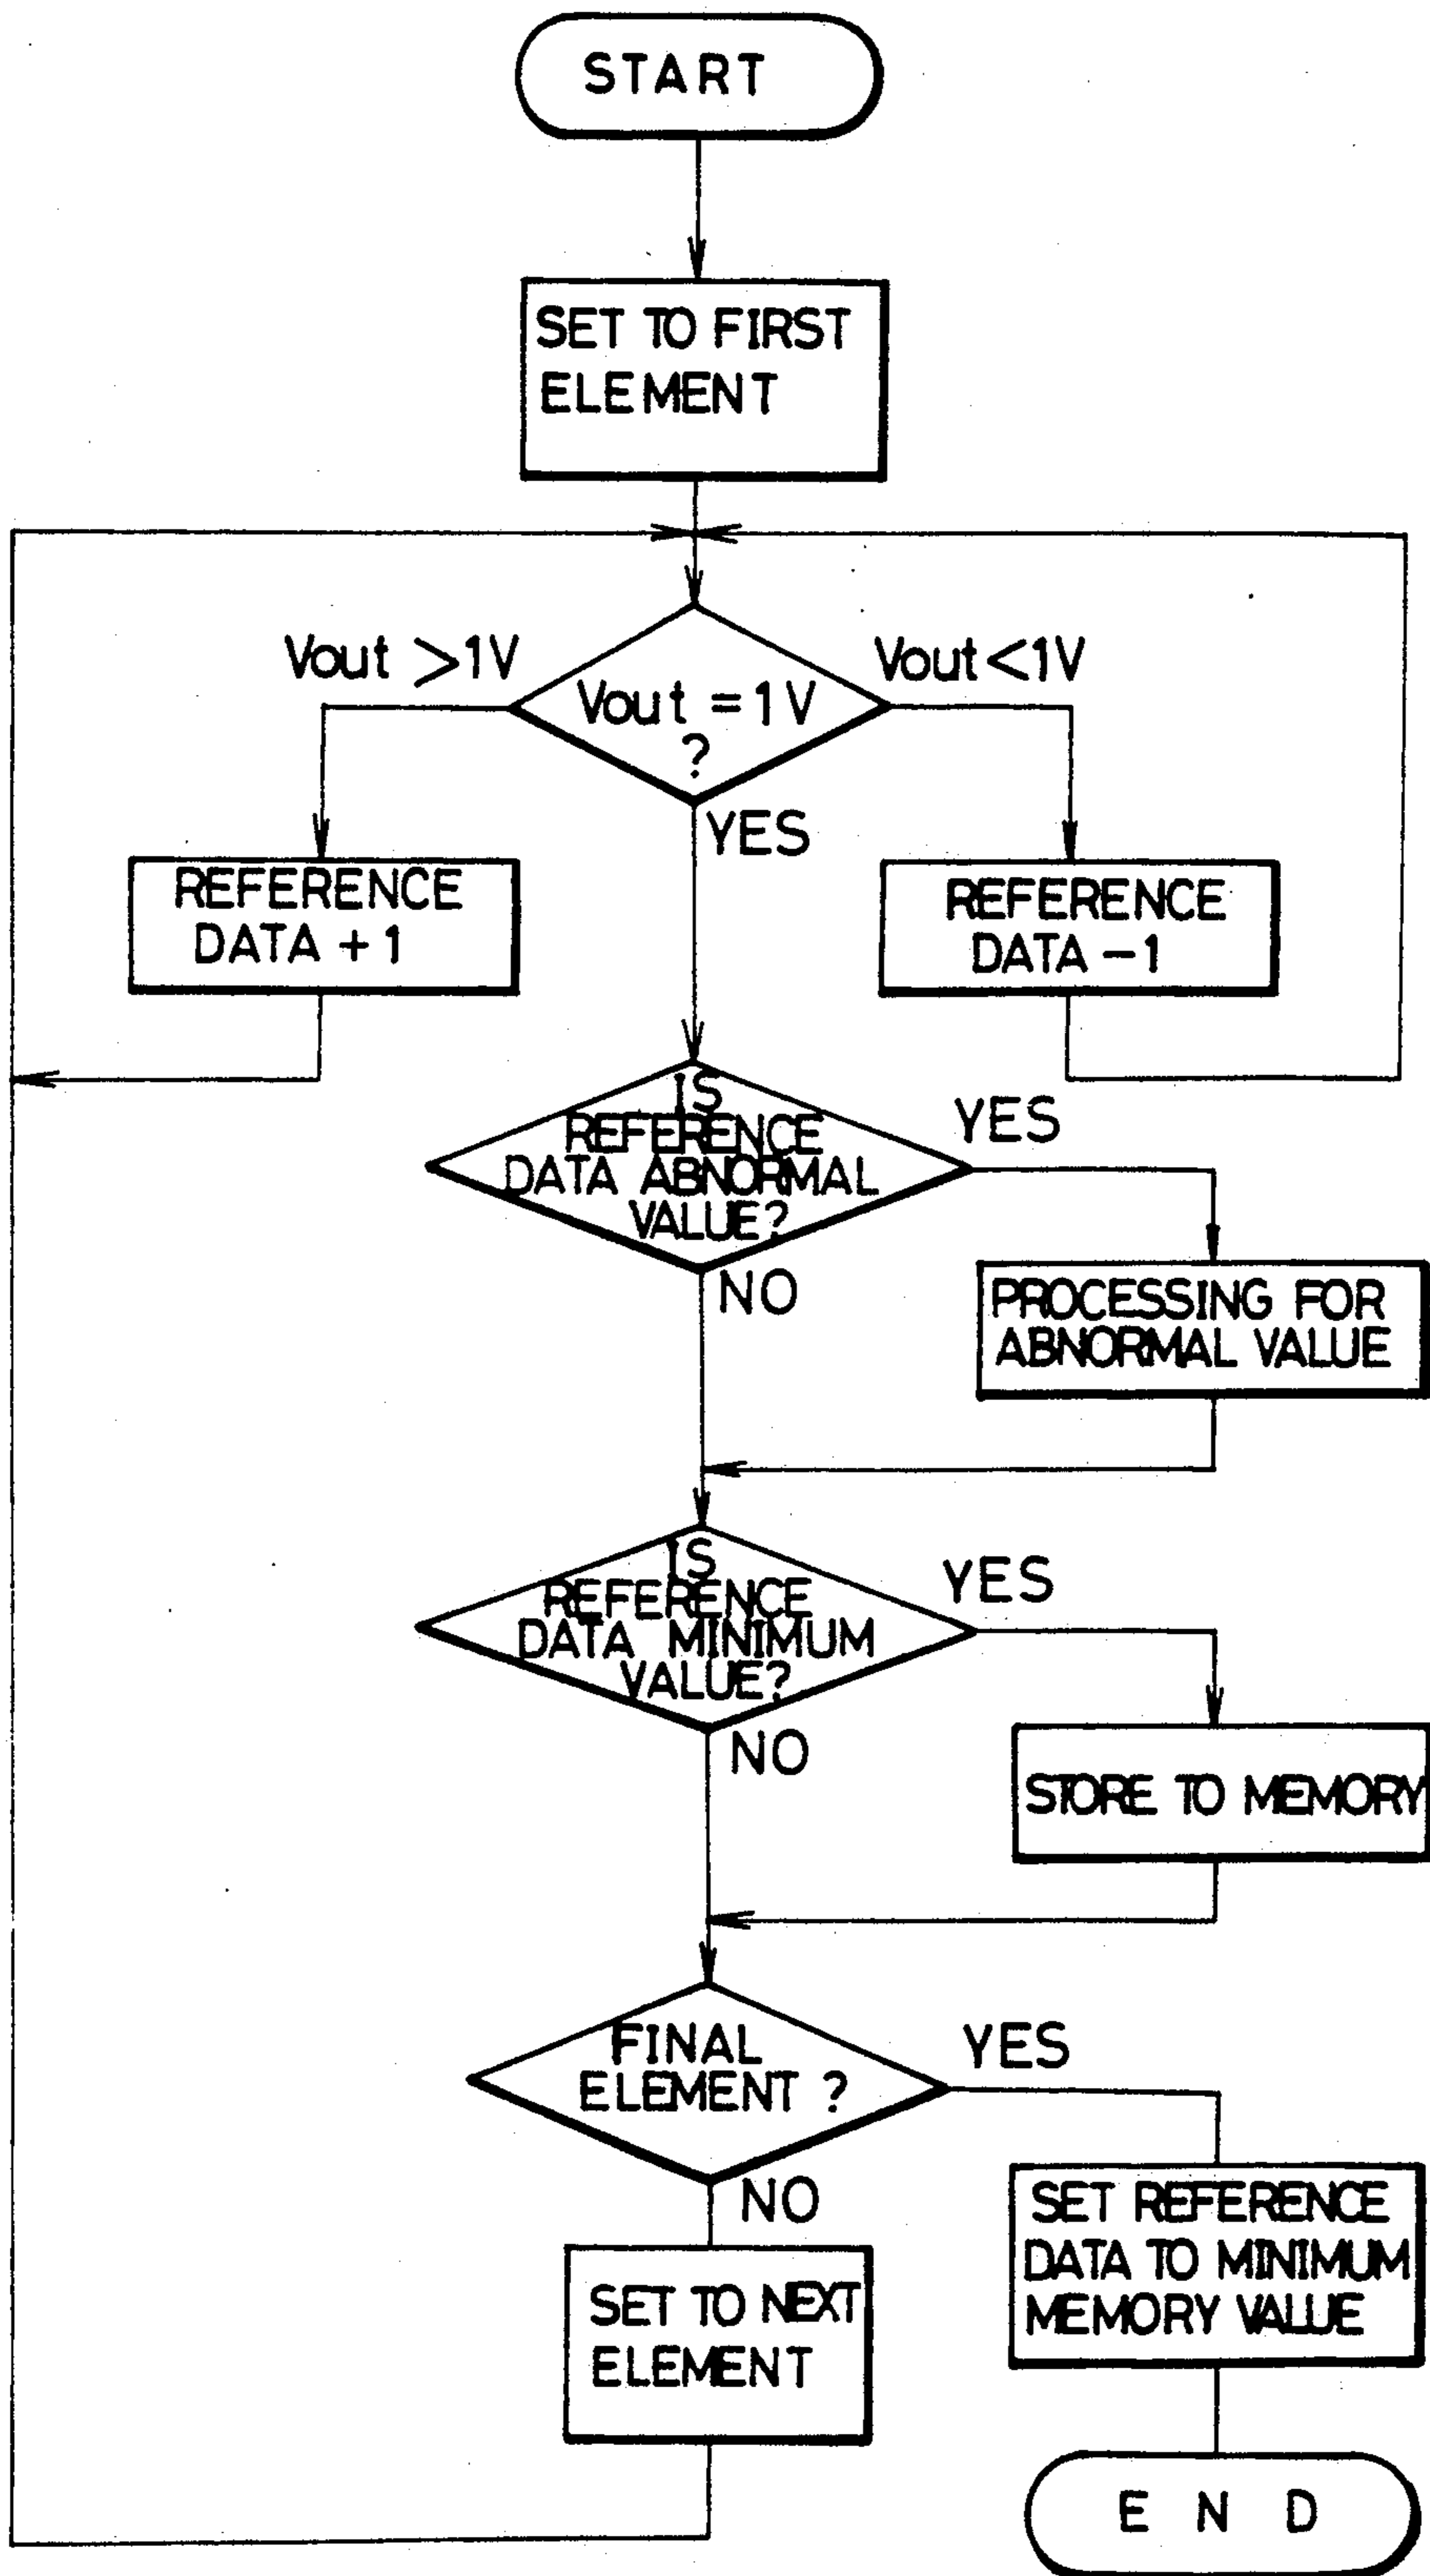 START
SET TO FIRST
ELEMENT
Vout >1V
Vout = 1V
?
Vout<1V
YES
REFERENCE
DATA +1
REFERENCE
DATA -1
IS
REFERENCE
DATA ABNORMAL
VALUE?
YES
NO
PROCESSING FOR
ABNORMAL VALUE
IS
REFERENCE
DATA MINIMUM
VALUE?
YES
NO
STORE TO MEMORY
FINAL
ELEMENT ?
YES
NO
SET REFERENCE
DATA TO MINIMUM
MEMORY VALUE
SET TO NEXT
ELEMENT
E N D